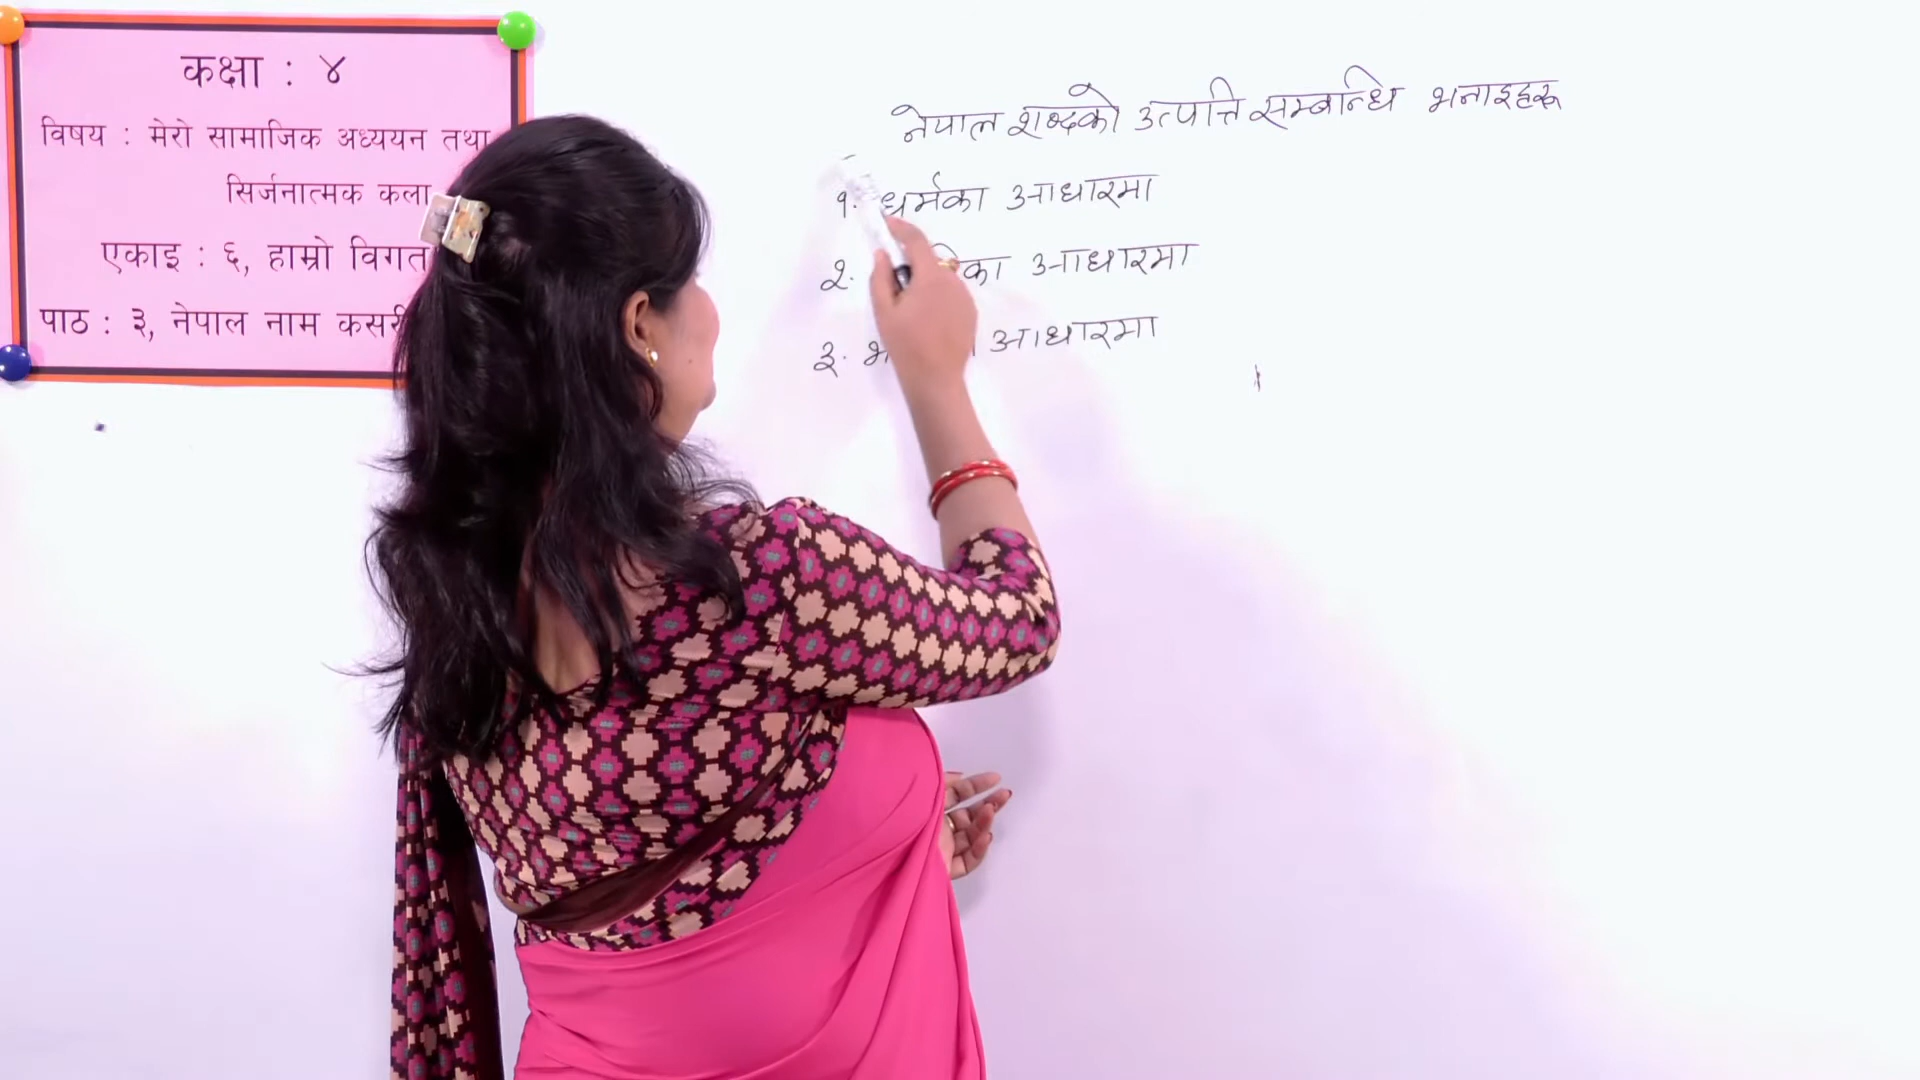 कक्षा : ४
विषय : मेरो सामाजिक अध्ययन तथा
सिर्जनात्मक कला
एकाइ : ६, हाम्रो विगत
पाठ : ३, नेपाल नाम
नेपाल शब्दको उत्पत्ति सम्बन्धि भनाइहरू
१. धर्मका आधारमा
२. आधारमा
३. आधारमा